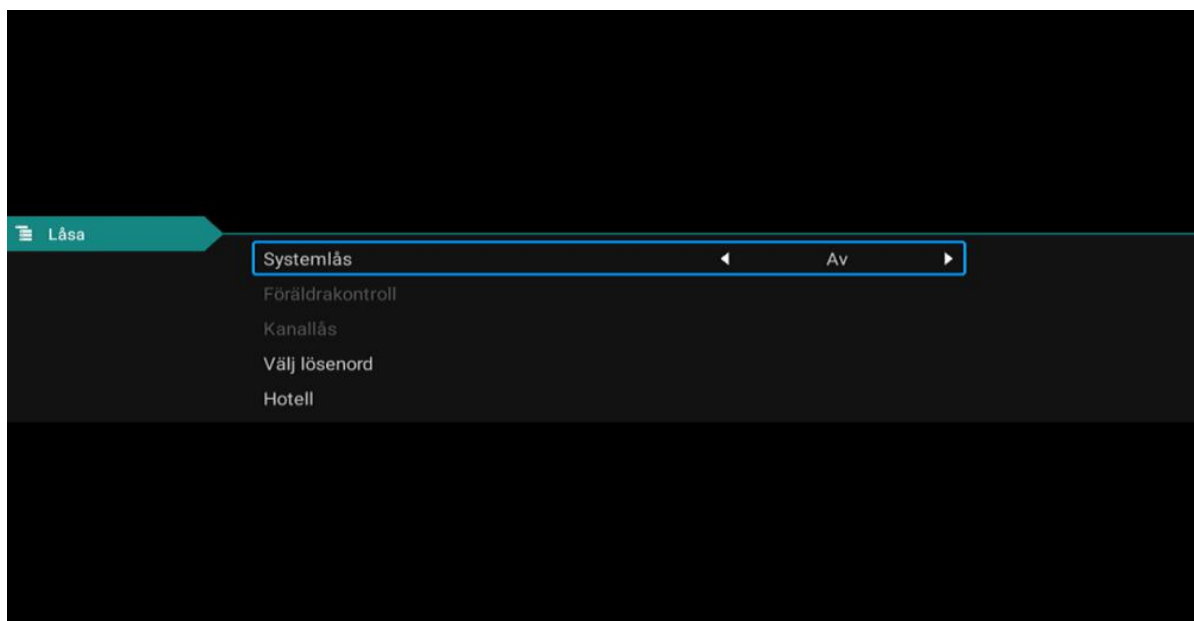 Låsa
Systemlås Av
Föräldrakontroll
Kanallås
Välj lösenord
Hotell